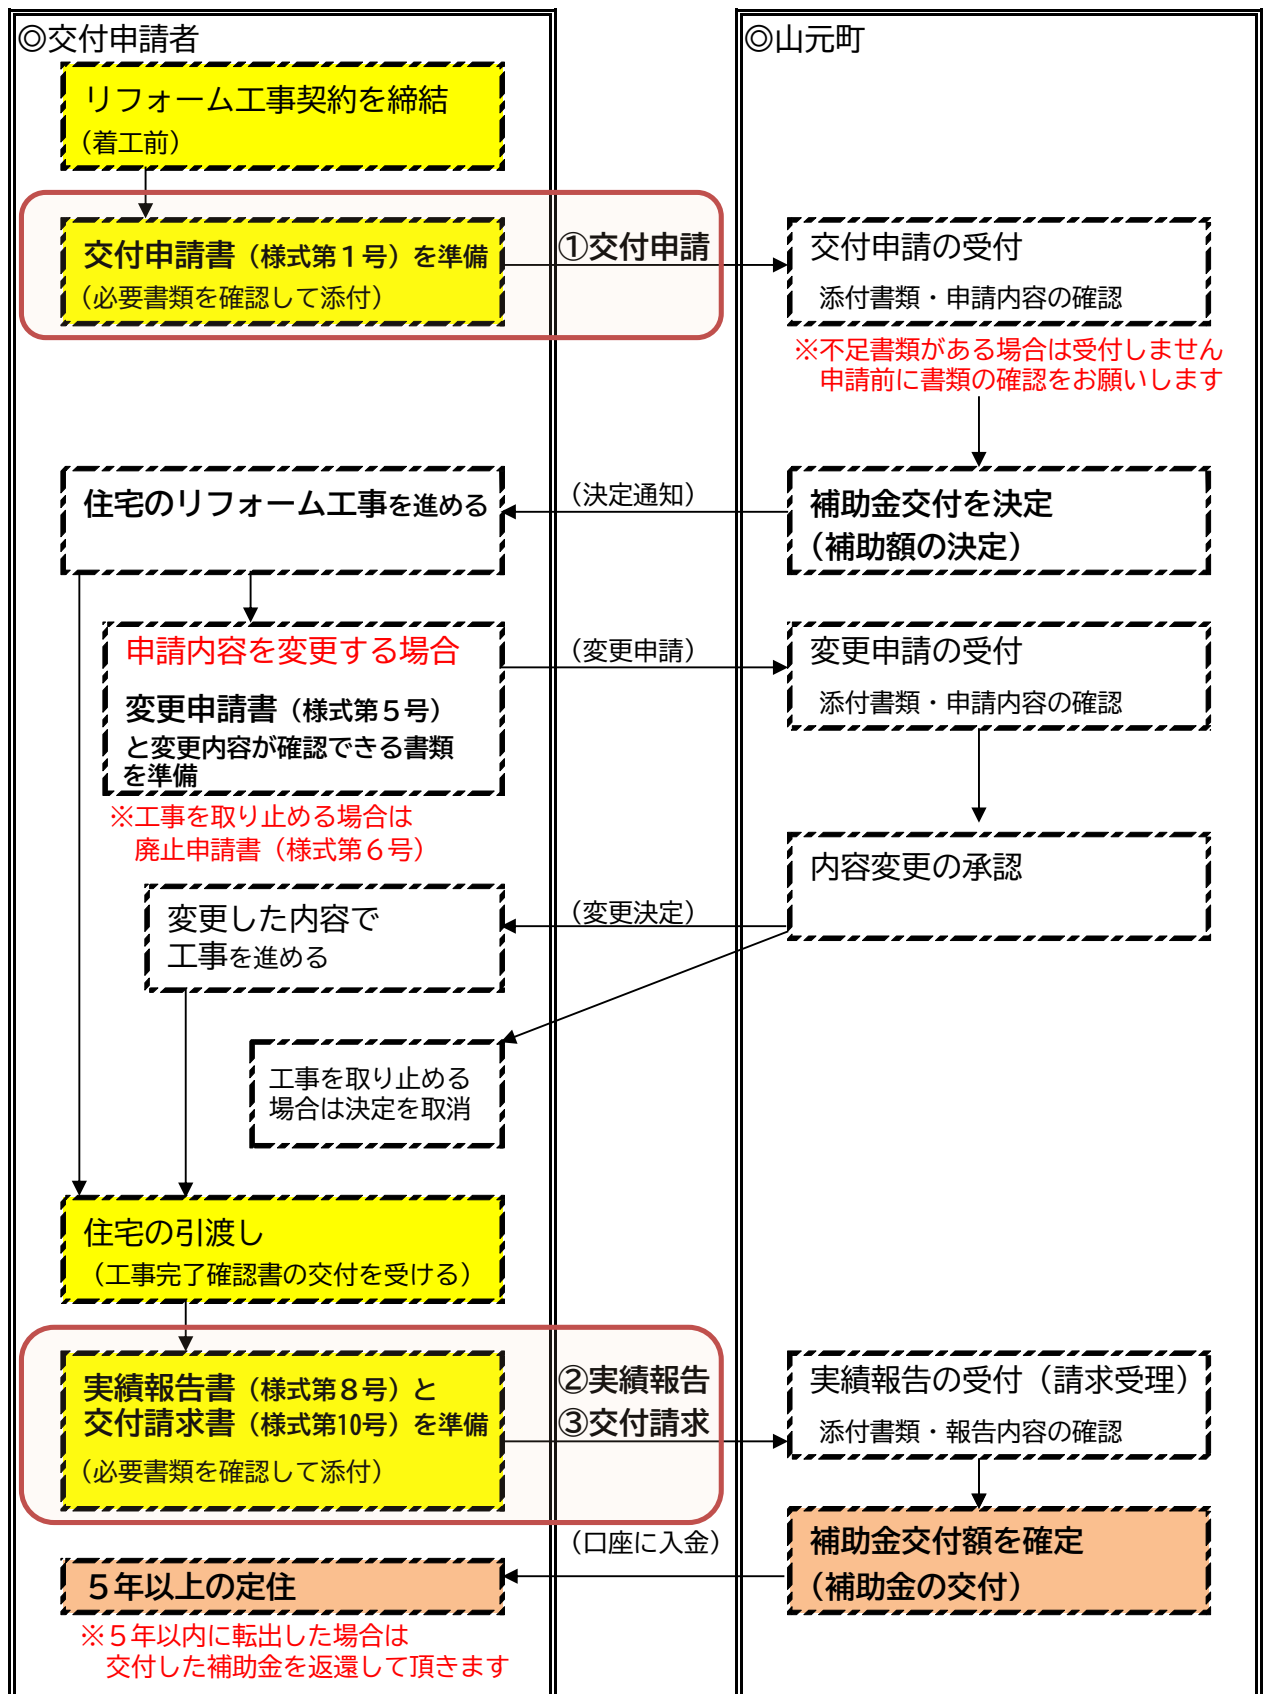 ◎交付申請者
◎山元町
リフォーム工事契約を締結
（着工前）
交付申請書（様式第１号）を準備
（必要書類を確認して添付）
①交付申請
交付申請の受付
添付書類・申請内容の確認
※不足書類がある場合は受付しません
申請前に書類の確認をお願いします
住宅のリフォーム工事を進める
（決定通知）
補助金交付を決定
（補助額の決定）
申請内容を変更する場合
変更申請書（様式第５号）
と変更内容が確認できる書類
を準備
（変更申請）
変更申請の受付
添付書類・申請内容の確認
※工事を取り止める場合は
廃止申請書（様式第６号）
内容変更の承認
変更した内容で
工事を進める
（変更決定）
工事を取り止める
場合は決定を取消
住宅の引渡し
（工事完了確認書の交付を受ける）
実績報告書（様式第８号）と
交付請求書（様式第10号）を準備
（必要書類を確認して添付）
②実績報告
③交付請求
実績報告の受付（請求受理）
添付書類・報告内容の確認
（口座に入金）
補助金交付額を確定
（補助金の交付）
５年以上の定住
※５年以内に転出した場合は
交付した補助金を返還して頂きます